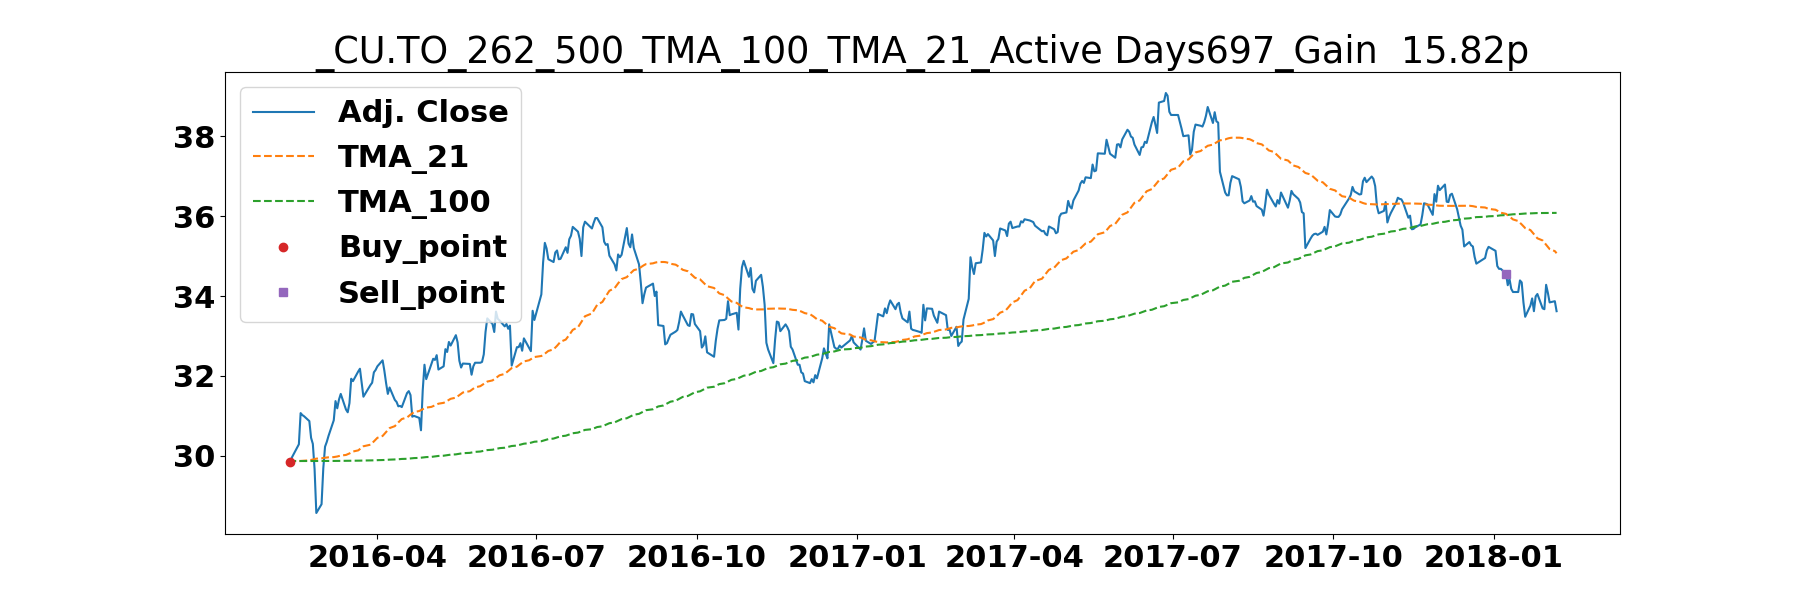 _CU.TO_262_500_TMA_100_TMA_21_Active Days697_Gain  15.82p
Adj. Close
TMA_21
TMA_100
Buy_point
Sell_point
38
36
34
32
30
2016-04 2016-07 2016-10 2017-01 2017-04 2017-07 2017-10 2018-01